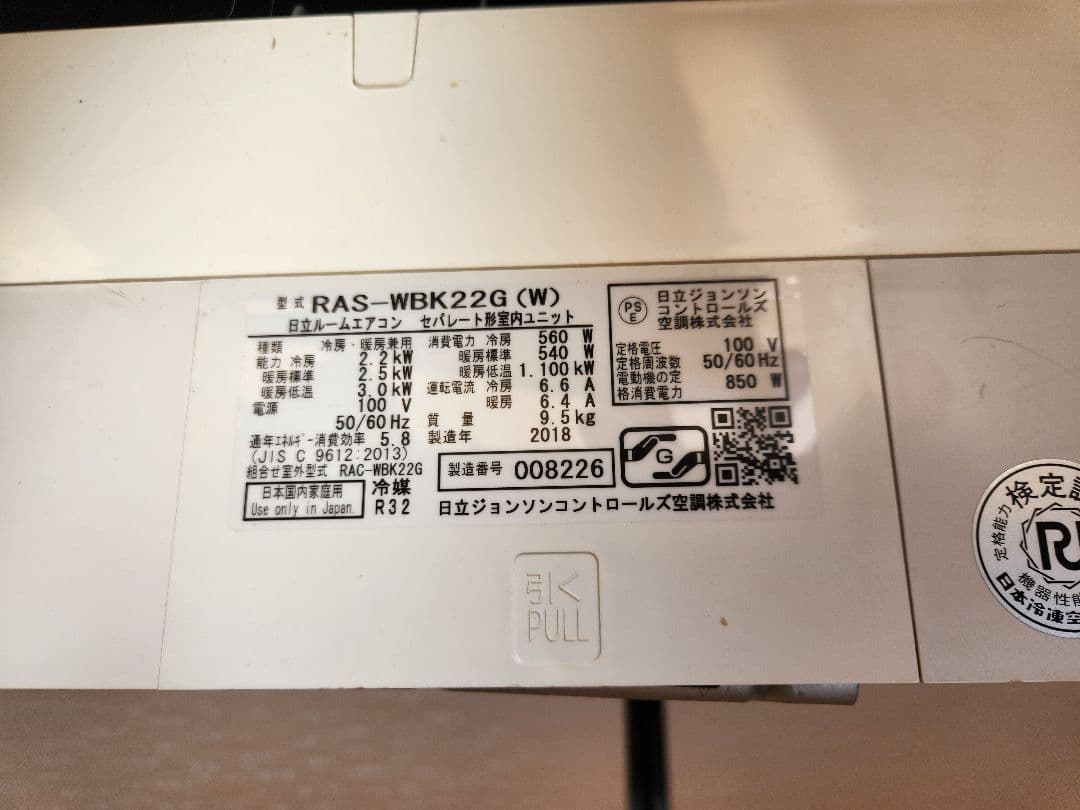 型式 RAS-WBK22G(W)
日立ルームエアコン セパレート形室内ユニット
種類 冷房・暖房兼用
能力 冷房 2.2kW
暖房標準 2.5kW
暖房低温 3.0kW
電源 100 V
50/60Hz
通年エネルギー消費効率 5.8
(JIS C 9612:2013)
組合せ室外型式 RAC-WBK22G
日本国内家庭用
Use only in Japan.
冷媒
R32
消費電力 冷房 560 W
暖房標準 540 W
暖房低温 1.100kW
運転電流 冷房 6.6 A
暖房 6.4 A
質量 9.5kg
製造年 2018
製造番号 008226
G
日立ジョンソンコントロールズ空調株式会社
PS
E
日立ジョンソン
コントロールズ
空調株式会社
定格電圧 100 V
定格周波数 50/60Hz
電動機の定
格消費電力 850 W
引く
PULL
定格能力
検定
機器性能
日本冷凍空